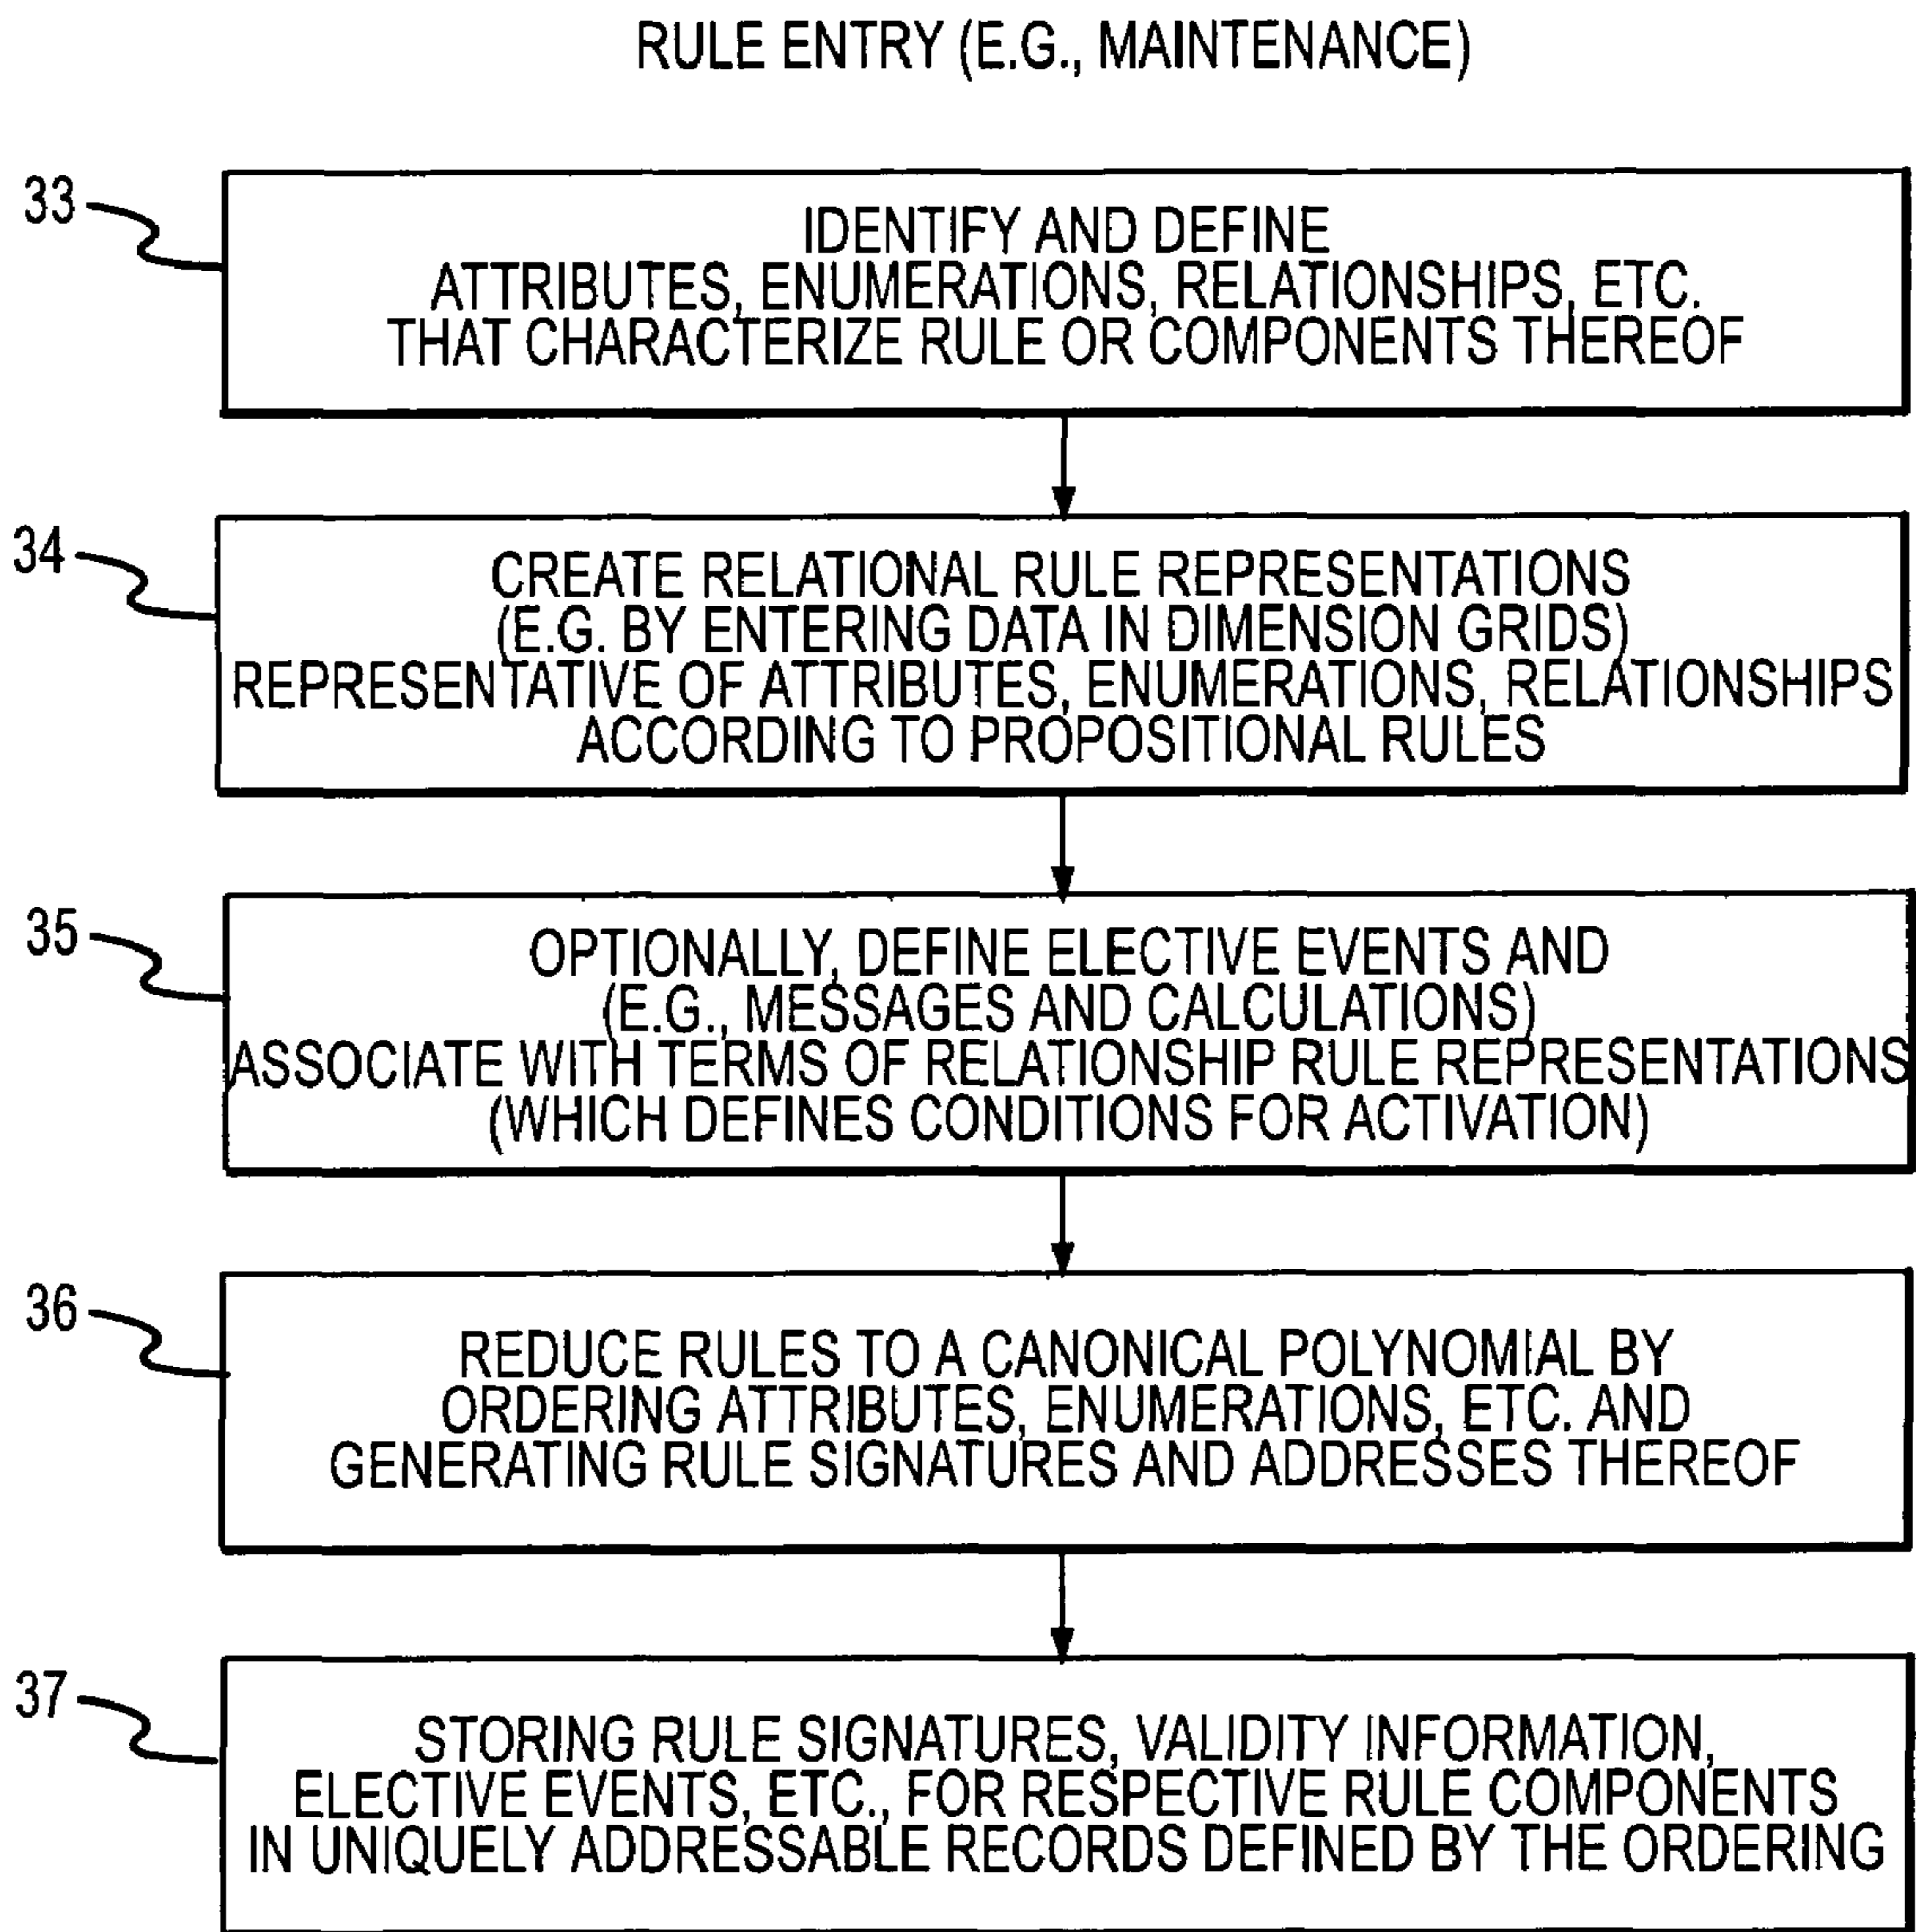 RULE ENTRY (E.G., MAINTENANCE)
33
IDENTIFY AND DEFINE
ATTRIBUTES, ENUMERATIONS, RELATIONSHIPS, ETC.
THAT CHARACTERIZE RULE OR COMPONENTS THEREOF
34
CREATE RELATIONAL RULE REPRESENTATIONS
(E.G. BY ENTERING DATA IN DIMENSION GRIDS)
REPRESENTATIVE OF ATTRIBUTES, ENUMERATIONS, RELATIONSHIPS
ACCORDING TO PROPOSITIONAL RULES
35
OPTIONALLY, DEFINE ELECTIVE EVENTS AND
(E.G., MESSAGES AND CALCULATIONS)
ASSOCIATE WITH TERMS OF RELATIONSHIP RULE REPRESENTATIONS
(WHICH DEFINES CONDITIONS FOR ACTIVATION)
36
REDUCE RULES TO A CANONICAL POLYNOMIAL BY
ORDERING ATTRIBUTES, ENUMERATIONS, ETC. AND
GENERATING RULE SIGNATURES AND ADDRESSES THEREOF
37
STORING RULE SIGNATURES, VALIDITY INFORMATION,
ELECTIVE EVENTS, ETC., FOR RESPECTIVE RULE COMPONENTS
IN UNIQUELY ADDRESSABLE RECORDS DEFINED BY THE ORDERING